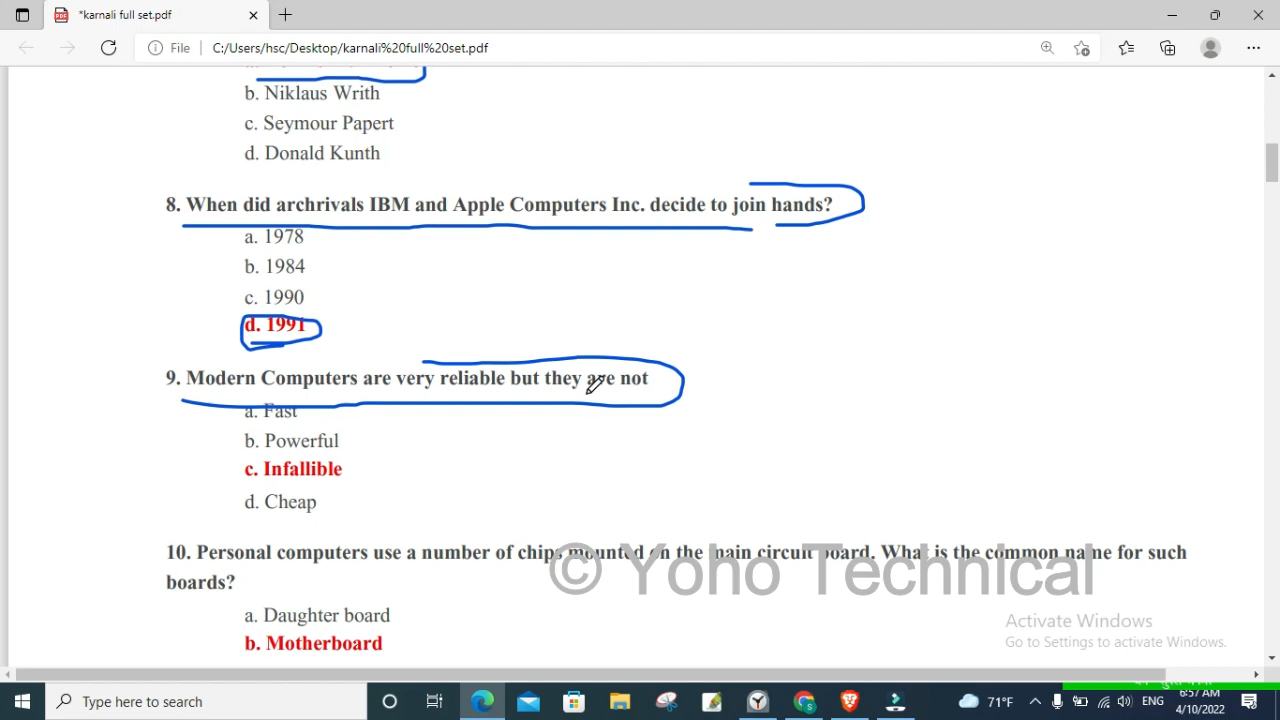 *karnali full set.pdf
File
C:/Users/hsc/Desktop/karnali%20full%20set.pdf
b. Niklaus Writh
c. Seymour Papert
d. Donald Kunth
8. When did archrivals IBM and Apple Computers Inc. decide to join hands?
a. 1978
b. 1984
c. 1990
d. 1991
9. Modern Computers are very reliable but they are not
a. Fast
b. Powerful
c. Infallible
d. Cheap
10. Personal computers use a number of chips mounted on the main circuit board. What is the common name for such
boards?
a. Daughter board
b. Motherboard
© Yoho Technical
Activate Windows
Go to Settings to activate Windows.
Type here to search
71°F
ENG
6:57 AM
4/10/2022